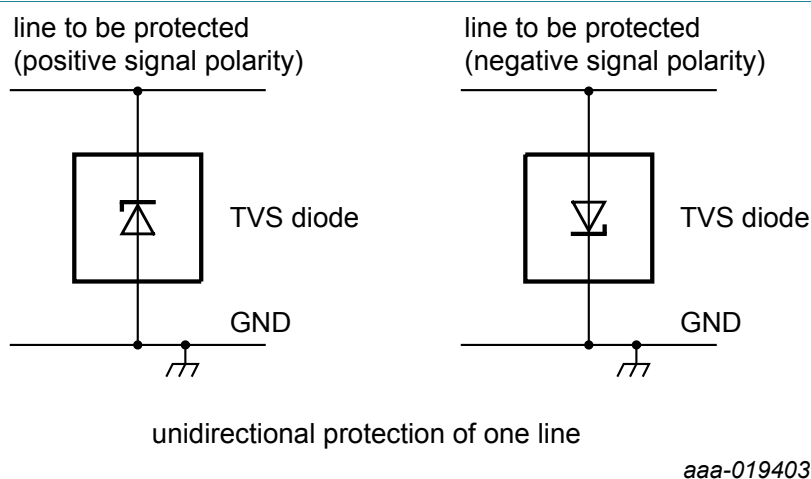 line to be protected
(positive signal polarity)
TVS diode
GND
line to be protected
(negative signal polarity)
TVS diode
GND
unidirectional protection of one line
aaa-019403